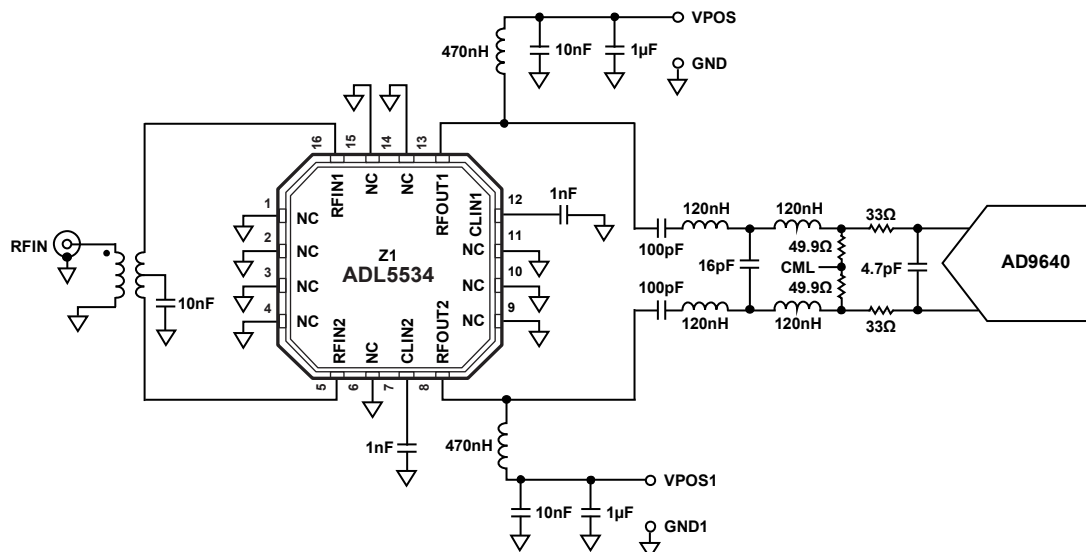 VPOS
470nH
10nF
1µF
GND
16
15
14
13
RFIN1
NC
NC
RFOUT1
1
NC
12
CLIN1
1nF
2
NC
11
NC
Z1
ADL5534
3
NC
10
NC
4
NC
9
NC
RFIN
10nF
RFIN2
NC
CLIN2
RFOUT2
5
6
7
8
1nF
120nH
120nH
33Ω
100pF
49.9Ω
16pF
CML
4.7pF
AD9640
100pF
49.9Ω
120nH
120nH
33Ω
470nH
VPOS1
10nF
1µF
GND1